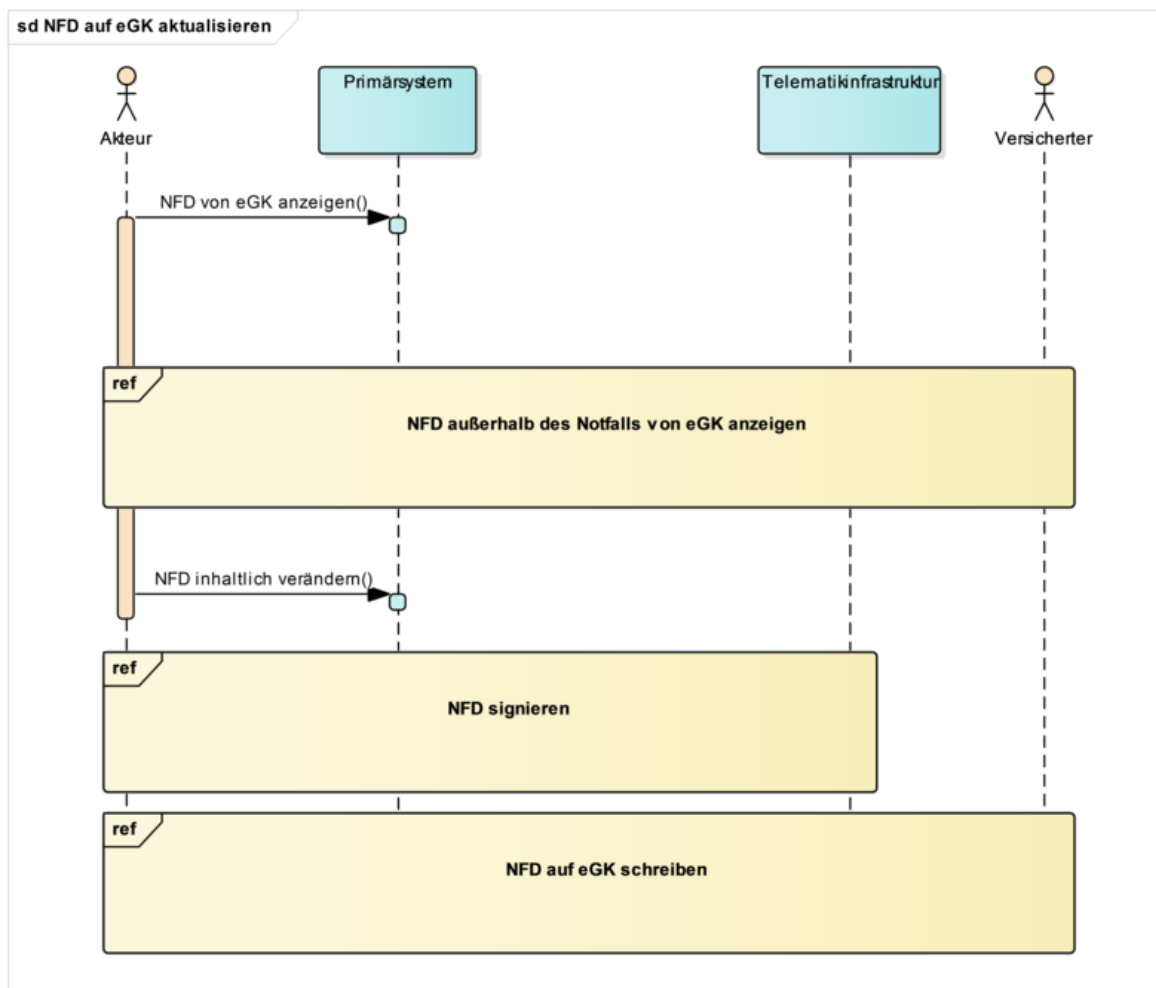 sd NFD auf eGK aktualisieren
Akteur
Primärsystem
Telematikinfrastruktur
Versicherter
NFD von eGK anzeigen()
ref
NFD außerhalb des Notfalls von eGK anzeigen
NFD inhaltlich verändern()
ref
NFD signieren
ref
NFD auf eGK schreiben